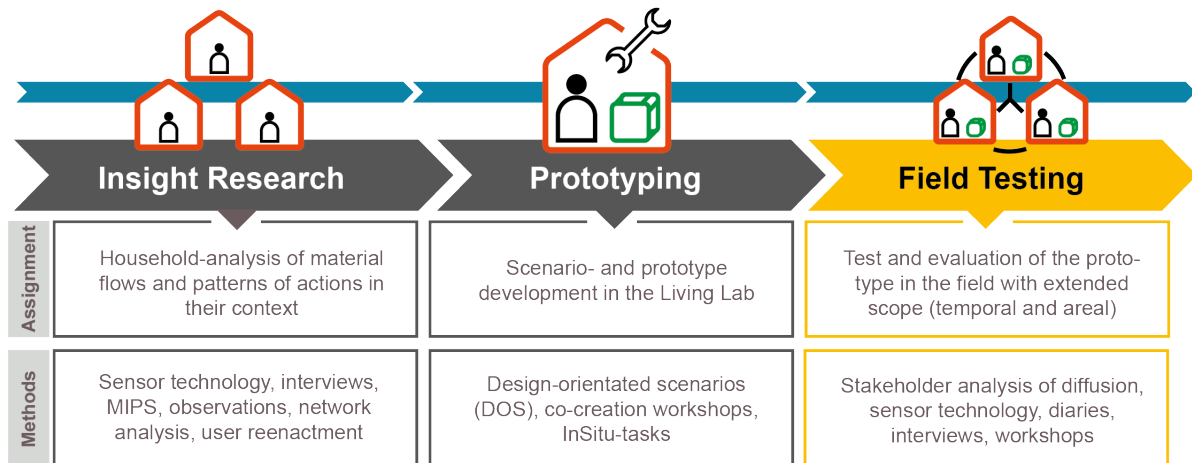 Insight Research
Prototyping
Field Testing
Assignment
Household-analysis of material
flows and patterns of actions in
their context
Scenario- and prototype
development in the Living Lab
Test and evaluation of the proto-
type in the field with extended
scope (temporal and areal)
Methods
Sensor technology, interviews,
MIPS, observations, network
analysis, user reenactment
Design-orientated scenarios
(DOS), co-creation workshops,
InSitu-tasks
Stakeholder analysis of diffusion,
sensor technology, diaries,
interviews, workshops